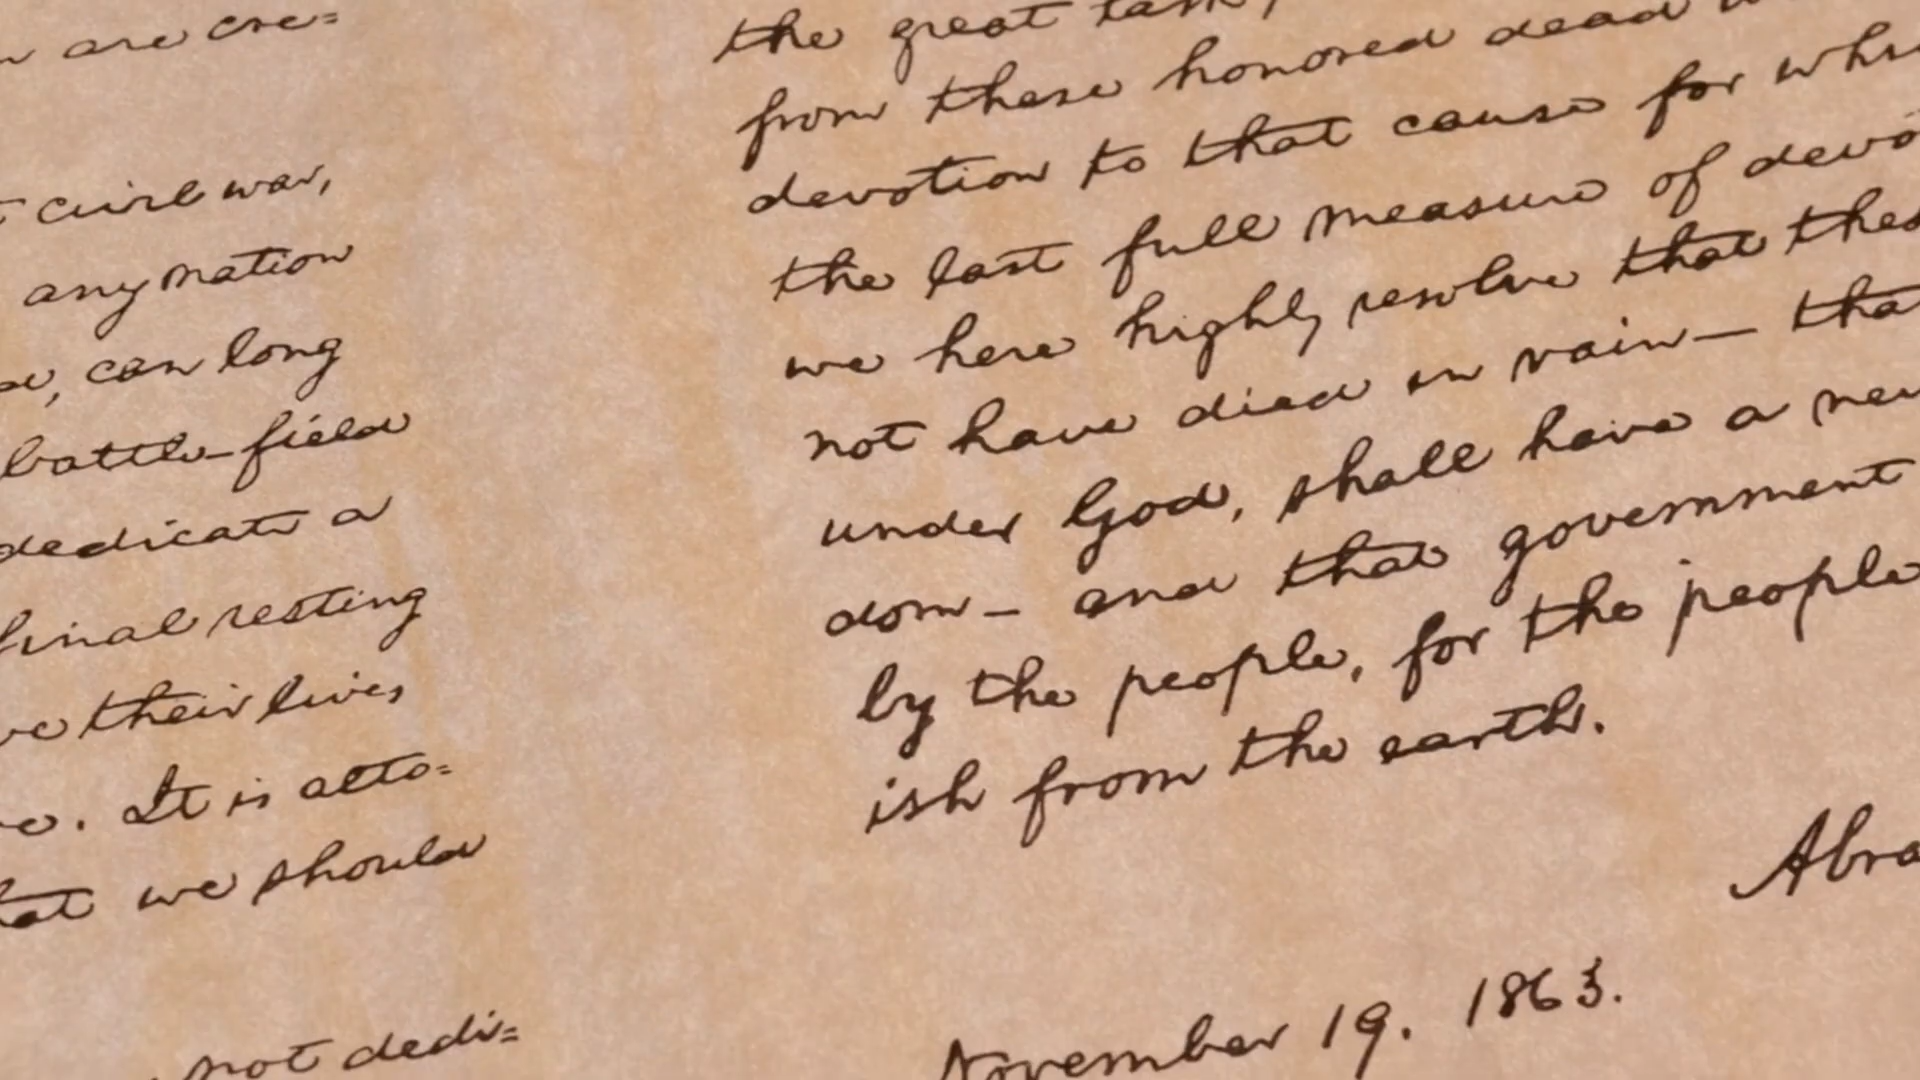 are cre=
civil war,
any nation
, can long
battle-field
dedicate a
final resting
their lives
. It is alto=
we should
not dedi=
the great task
from these honored dead
devotion to that cause for
the last full measure of
we here highly resolve that
not have died in vain— that
under God, shall have a new
dom— and that government
by the people, for the people
ish from the earth.
Abra
November 19. 1863.